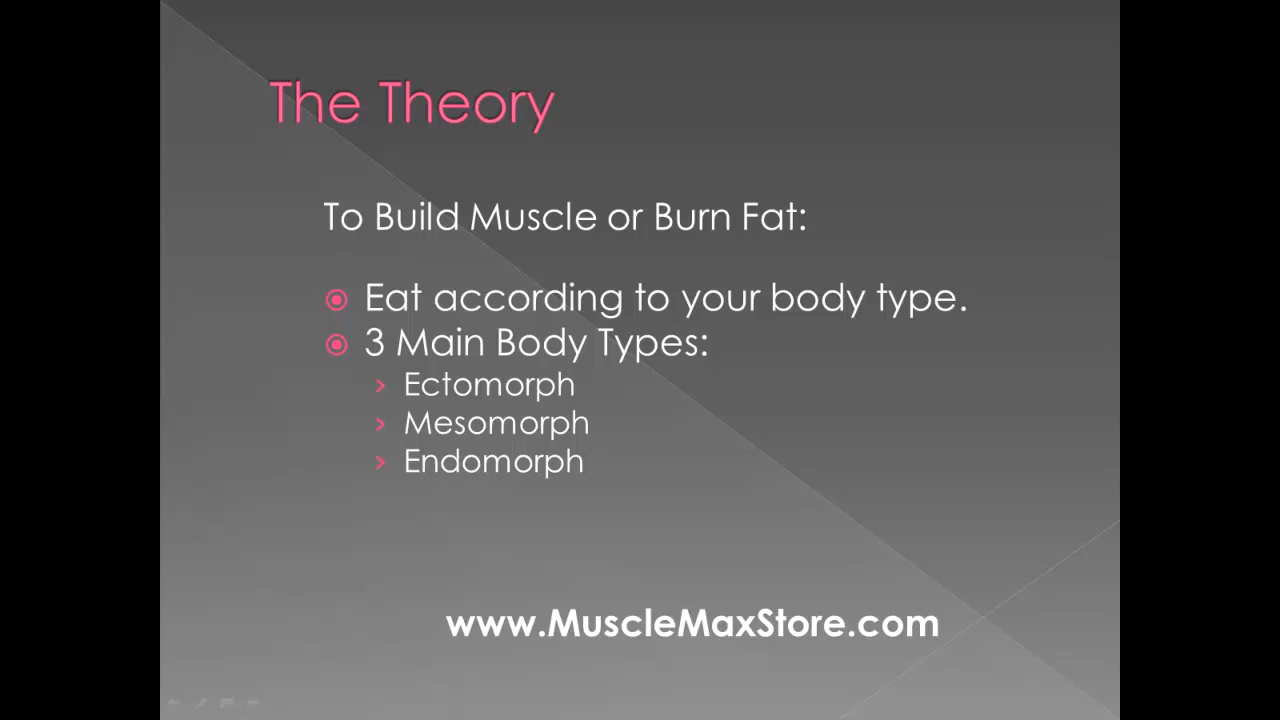 The Theory
To Build Muscle or Burn Fat:
Eat according to your body type.
3 Main Body Types:
Ectomorph
Mesomorph
Endomorph
www.MuscleMaxStore.com